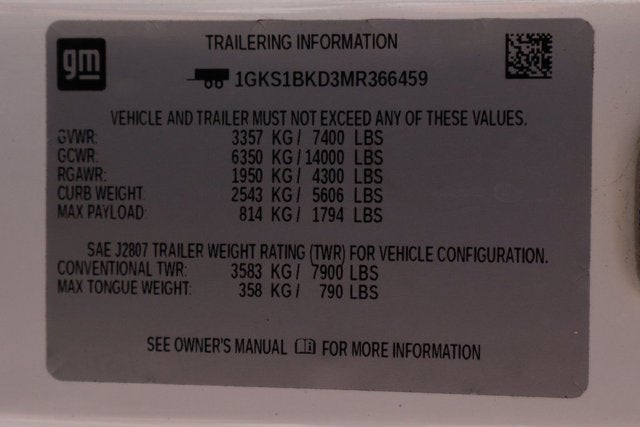 gm
TRAILERING INFORMATION
1GKS1BKD3MR366459
VEHICLE AND TRAILER MUST NOT EXCEED ANY OF THESE VALUES.
GVWR: 3357 KG/ 7400 LBS
GCWR: 6350 KG/ 14000 LBS
RGAWR: 1950 KG/ 4300 LBS
CURB WEIGHT: 2543 KG/ 5606 LBS
MAX PAYLOAD: 814 KG/ 1794 LBS
SAE J2807 TRAILER WEIGHT RATING (TWR) FOR VEHICLE CONFIGURATION.
CONVENTIONAL TWR: 3583 KG/ 7900 LBS
MAX TONGUE WEIGHT: 358 KG/ 790 LBS
SEE OWNER'S MANUAL FOR MORE INFORMATION